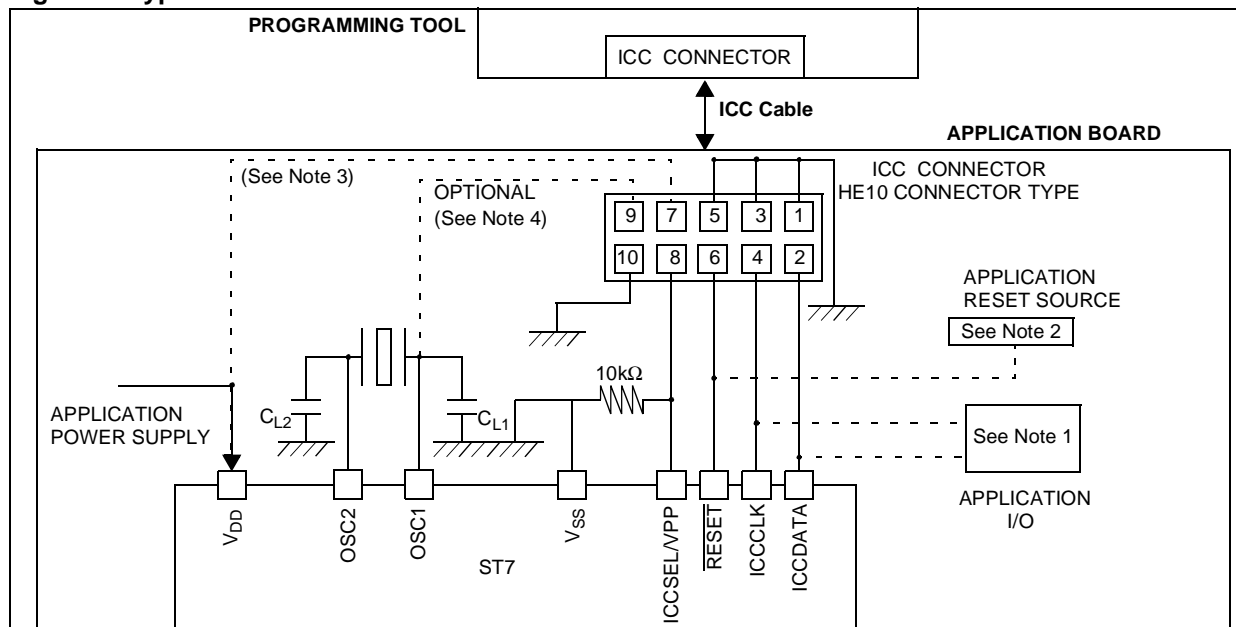 PROGRAMMING TOOL
ICC CONNECTOR
ICC Cable
APPLICATION BOARD
(See Note 3)
OPTIONAL
(See Note 4)
ICC CONNECTOR
HE10 CONNECTOR TYPE
9 7 5 3 1
10 8 6 4 2
APPLICATION
RESET SOURCE
See Note 2
10kΩ
APPLICATION
POWER SUPPLY
CL2
CL1
See Note 1
APPLICATION
I/O
VDD
OSC2
OSC1
VSS
ICCSEL/VPP
RESET
ICCCLK
ICCDATA
ST7